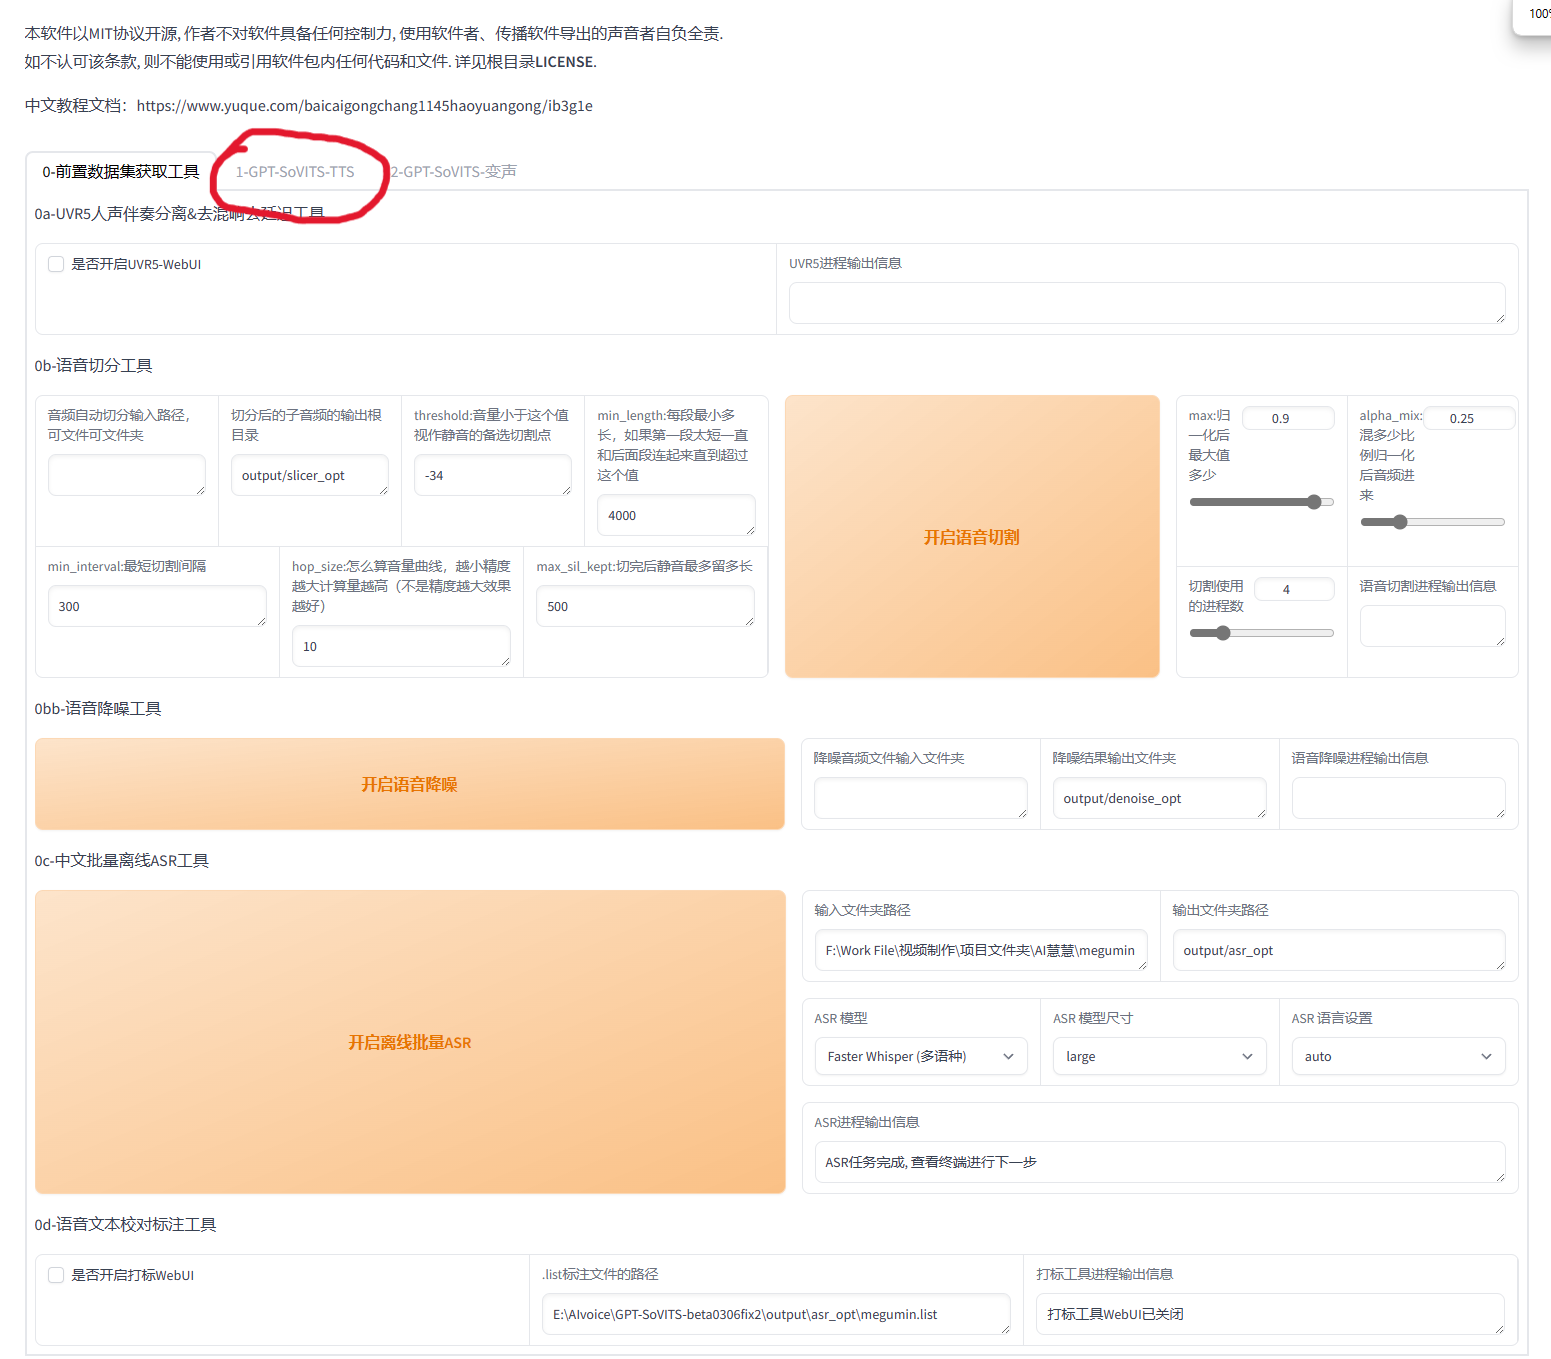 100%
本软件以MIT协议开源, 作者不对软件具备任何控制力, 使用软件者、传播软件导出的声音者自负全责.
如不认可该条款, 则不能使用或引用软件包内任何代码和文件. 详见根目录LICENSE.
中文教程文档：https://www.yuque.com/baicaigongchang1145haoyuangong/ib3g1e
0-前置数据集获取工具
1-GPT-SoVITS-TTS
2-GPT-SoVITS-变声
0a-UVR5人声伴奏分离&去混响去延迟工具
是否开启UVR5-WebUI
UVR5进程输出信息
0b-语音切分工具
音频自动切分输入路径，
可文件可文件夹
切分后的子音频的输出根
目录
output/slicer_opt
threshold:音量小于这个值
视作静音的备选切割点
-34
min_length:每段最小多
长，如果第一段太短一直
和后面段连起来直到超过
这个值
4000
min_interval:最短切割间隔
300
hop_size:怎么算音量曲线，越小精度
越大计算量越高（不是精度越大效果
越好）
10
max_sil_kept:切完后静音最多留多长
500
开启语音切割
max:归
一化后
最大值
多少
0.9
alpha_mix:
混多少比
例归一化
后音频进
来
0.25
切割使用
的进程数
4
语音切割进程输出信息
0bb-语音降噪工具
开启语音降噪
降噪音频文件输入文件夹
降噪结果输出文件夹
output/denoise_opt
语音降噪进程输出信息
0c-中文批量离线ASR工具
开启离线批量ASR
输入文件夹路径
F:\Work File\视频制作\项目文件夹\AI慧慧\megumin
输出文件夹路径
output/asr_opt
ASR 模型
Faster Whisper (多语种)
ASR 模型尺寸
large
ASR 语言设置
auto
ASR进程输出信息
ASR任务完成, 查看终端进行下一步
0d-语音文本校对标注工具
是否开启打标WebUI
.list标注文件的路径
E:\AIvoice\GPT-SoVITS-beta0306fix2\output\asr_opt\megumin.list
打标工具进程输出信息
打标工具WebUI已关闭